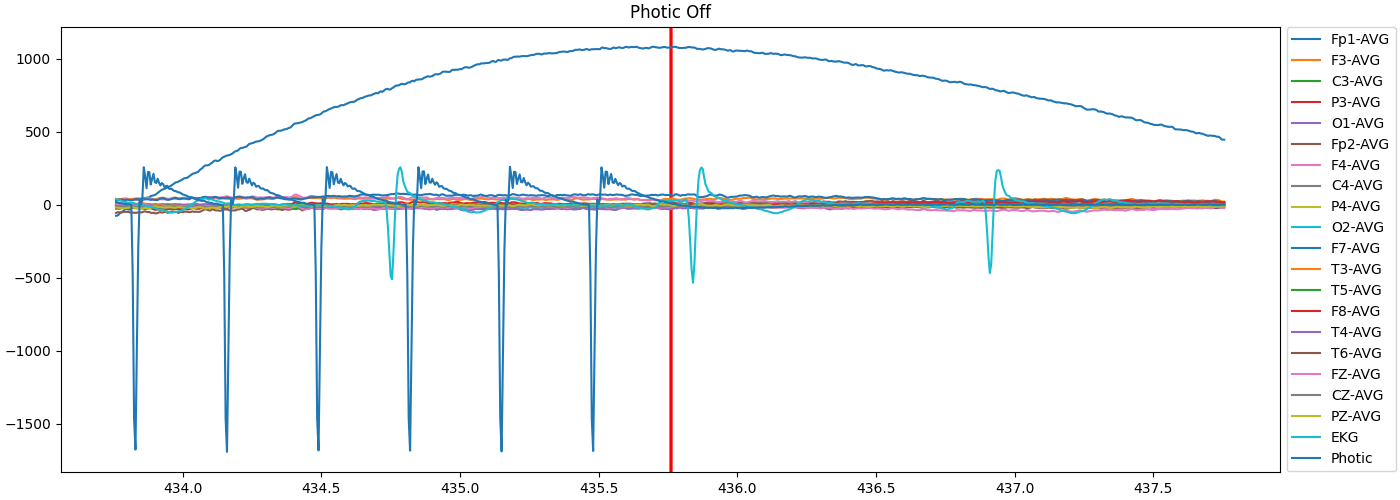 Photic Off
1000
500
0
−500
−1000
−1500
434.0
434.5
435.0
435.5
436.0
436.5
437.0
437.5
Fp1-AVG
F3-AVG
C3-AVG
P3-AVG
O1-AVG
Fp2-AVG
F4-AVG
C4-AVG
P4-AVG
O2-AVG
F7-AVG
T3-AVG
T5-AVG
F8-AVG
T4-AVG
T6-AVG
FZ-AVG
CZ-AVG
PZ-AVG
EKG
Photic